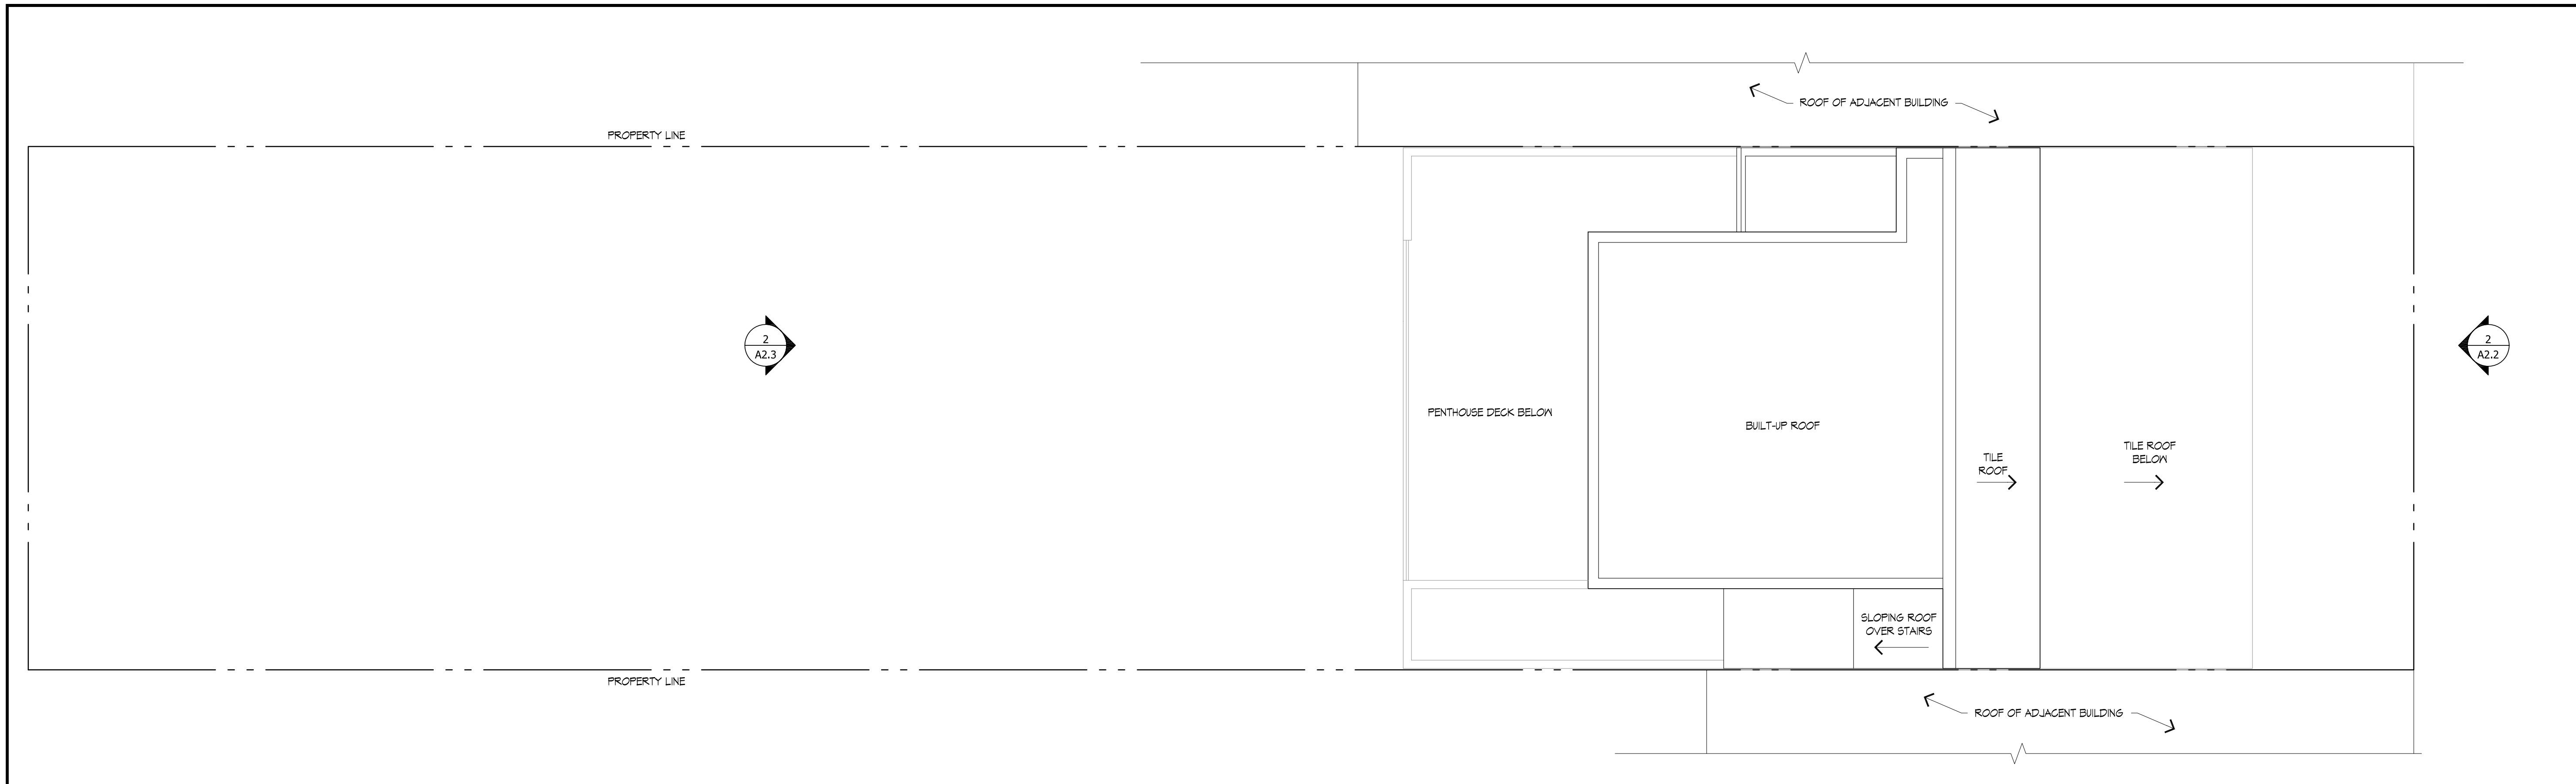 ROOF OF ADJACENT BUILDING
PROPERTY LINE
2
A2.3
2
A2.2
PENTHOUSE DECK BELOW
BUILT-UP ROOF
TILE
ROOF
TILE ROOF
BELOW
SLOPING ROOF
OVER STAIRS
PROPERTY LINE
ROOF OF ADJACENT BUILDING